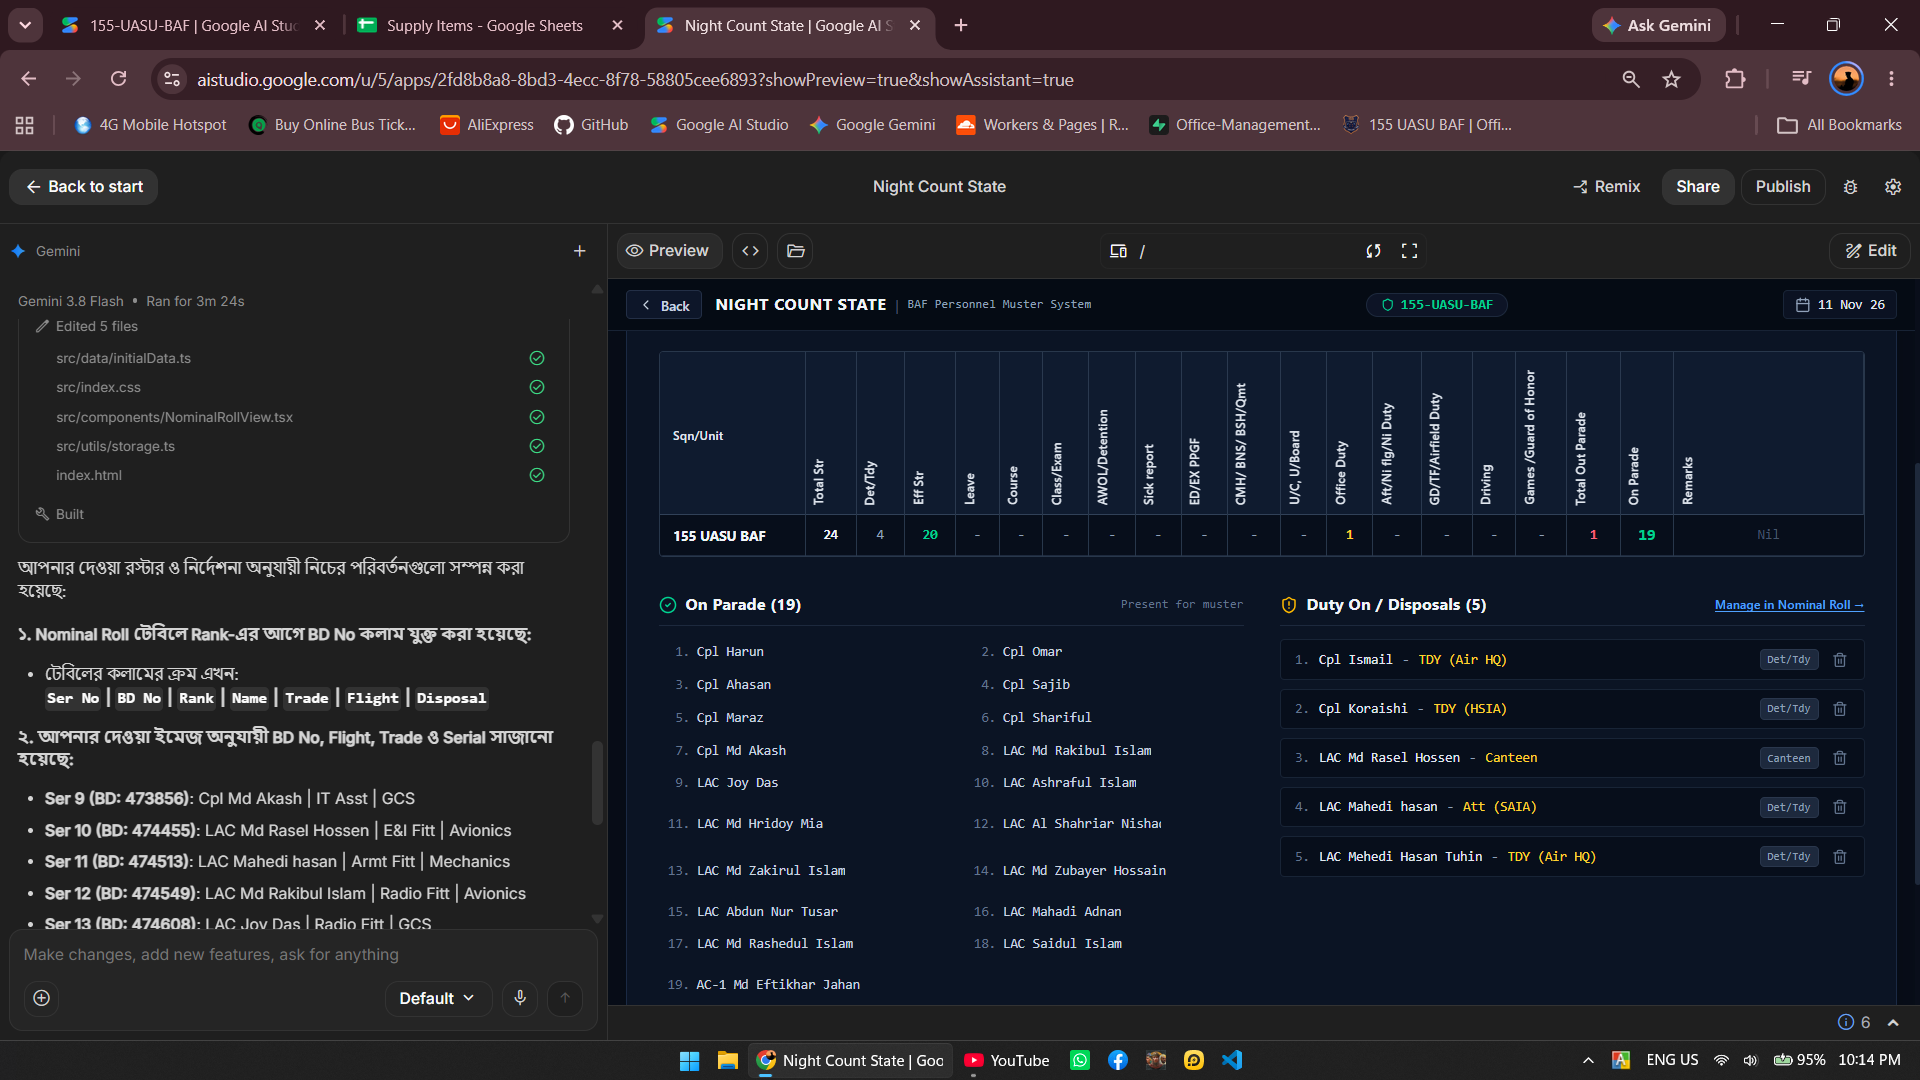 155-UASU-BAF | Google AI Stuc
Supply Items - Google Sheets
Night Count State | Google AI S
Ask Gemini
aistudio.google.com/u/5/apps/2fd8b8a8-8bd3-4ecc-8f78-58805cee6893?showPreview=true&showAssistant=true
4G Mobile Hotspot
Buy Online Bus Tick...
AliExpress
GitHub
Google AI Studio
Google Gemini
Workers & Pages | R...
Office-Management...
155 UASU BAF | Offi...
All Bookmarks
Back to start
Night Count State
Remix
Share
Publish
Gemini
Preview
/
Edit
Gemini 3.8 Flash • Ran for 3m 24s
Edited 5 files
src/data/initialData.ts
src/index.css
src/components/NominalRollView.tsx
src/utils/storage.ts
index.html
Built
আপনার দেওয়া রস্টার ও নির্দেশনা অনুযায়ী নিচের পরিবর্তনগুলো সম্পন্ন করা
হয়েছে:
১. Nominal Roll টেবিলে Rank-এর আগে BD No কলাম যুক্ত করা হয়েছে:
• টেবিলের কলামের ক্রম এখন:
Ser No | BD No | Rank | Name | Trade | Flight | Disposal
২. আপনার দেওয়া ইমেজ অনুযায়ী BD No, Flight, Trade ও Serial সাজানো
হয়েছে:
• Ser 9 (BD: 473856): Cpl Md Akash | IT Asst | GCS
• Ser 10 (BD: 474455): LAC Md Rasel Hossen | E&I Fitt | Avionics
• Ser 11 (BD: 474513): LAC Mahedi hasan | Armt Fitt | Mechanics
• Ser 12 (BD: 474549): LAC Md Rakibul Islam | Radio Fitt | Avionics
• Ser 13 (BD: 474608): LAC Joy Das | Radio Fitt | GCS
Make changes, add new features, ask for anything
Default
Back
NIGHT COUNT STATE | BAF Personnel Muster System
155-UASU-BAF
11 Nov 26
Sqn/Unit
Total Str
Det/Tdy
Eff Str
Leave
Course
Class/Exam
AWOL/Detention
Sick report
ED/EX PPGF
CMH/ BNS/ BSH/Qmt
U/C, U/Board
Office Duty
Aft/Ni flg/Ni Duty
GD/TF/Airfield Duty
Driving
Games /Guard of Honor
Total Out Parade
On Parade
Remarks
155 UASU BAF 24 4 20 - - - - - - - - 1 - - - - 1 19 Nil
On Parade (19)
Present for muster
1. Cpl Harun
2. Cpl Omar
3. Cpl Ahasan
4. Cpl Sajib
5. Cpl Maraz
6. Cpl Shariful
7. Cpl Md Akash
8. LAC Md Rakibul Islam
9. LAC Joy Das
10. LAC Ashraful Islam
11. LAC Md Hridoy Mia
12. LAC Al Shahriar Nishac
13. LAC Md Zakirul Islam
14. LAC Md Zubayer Hossain
15. LAC Abdun Nur Tusar
16. LAC Mahadi Adnan
17. LAC Md Rashedul Islam
18. LAC Saidul Islam
19. AC-1 Md Eftikhar Jahan
Duty On / Disposals (5)
Manage in Nominal Roll →
1. Cpl Ismail - TDY (Air HQ) Det/Tdy
2. Cpl Koraishi - TDY (HSIA) Det/Tdy
3. LAC Md Rasel Hossen - Canteen Canteen
4. LAC Mahedi hasan - Att (SAIA) Det/Tdy
5. LAC Mehedi Hasan Tuhin - TDY (Air HQ) Det/Tdy
6
Night Count State | Goo
YouTube
ENG US
95%
10:14 PM